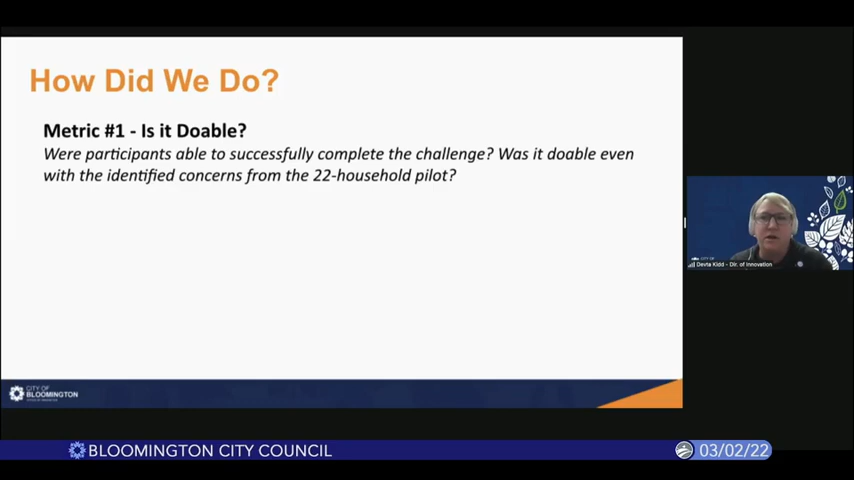 How Did We Do?
Metric #1 - Is it Doable?
Were participants able to successfully complete the challenge? Was it doable even
with the identified concerns from the 22-household pilot?
CITY OF
Devta Kidd - Dir. of Innovation
CITY OF
BLOOMINGTON
BLOOMINGTON CITY COUNCIL
03/02/22